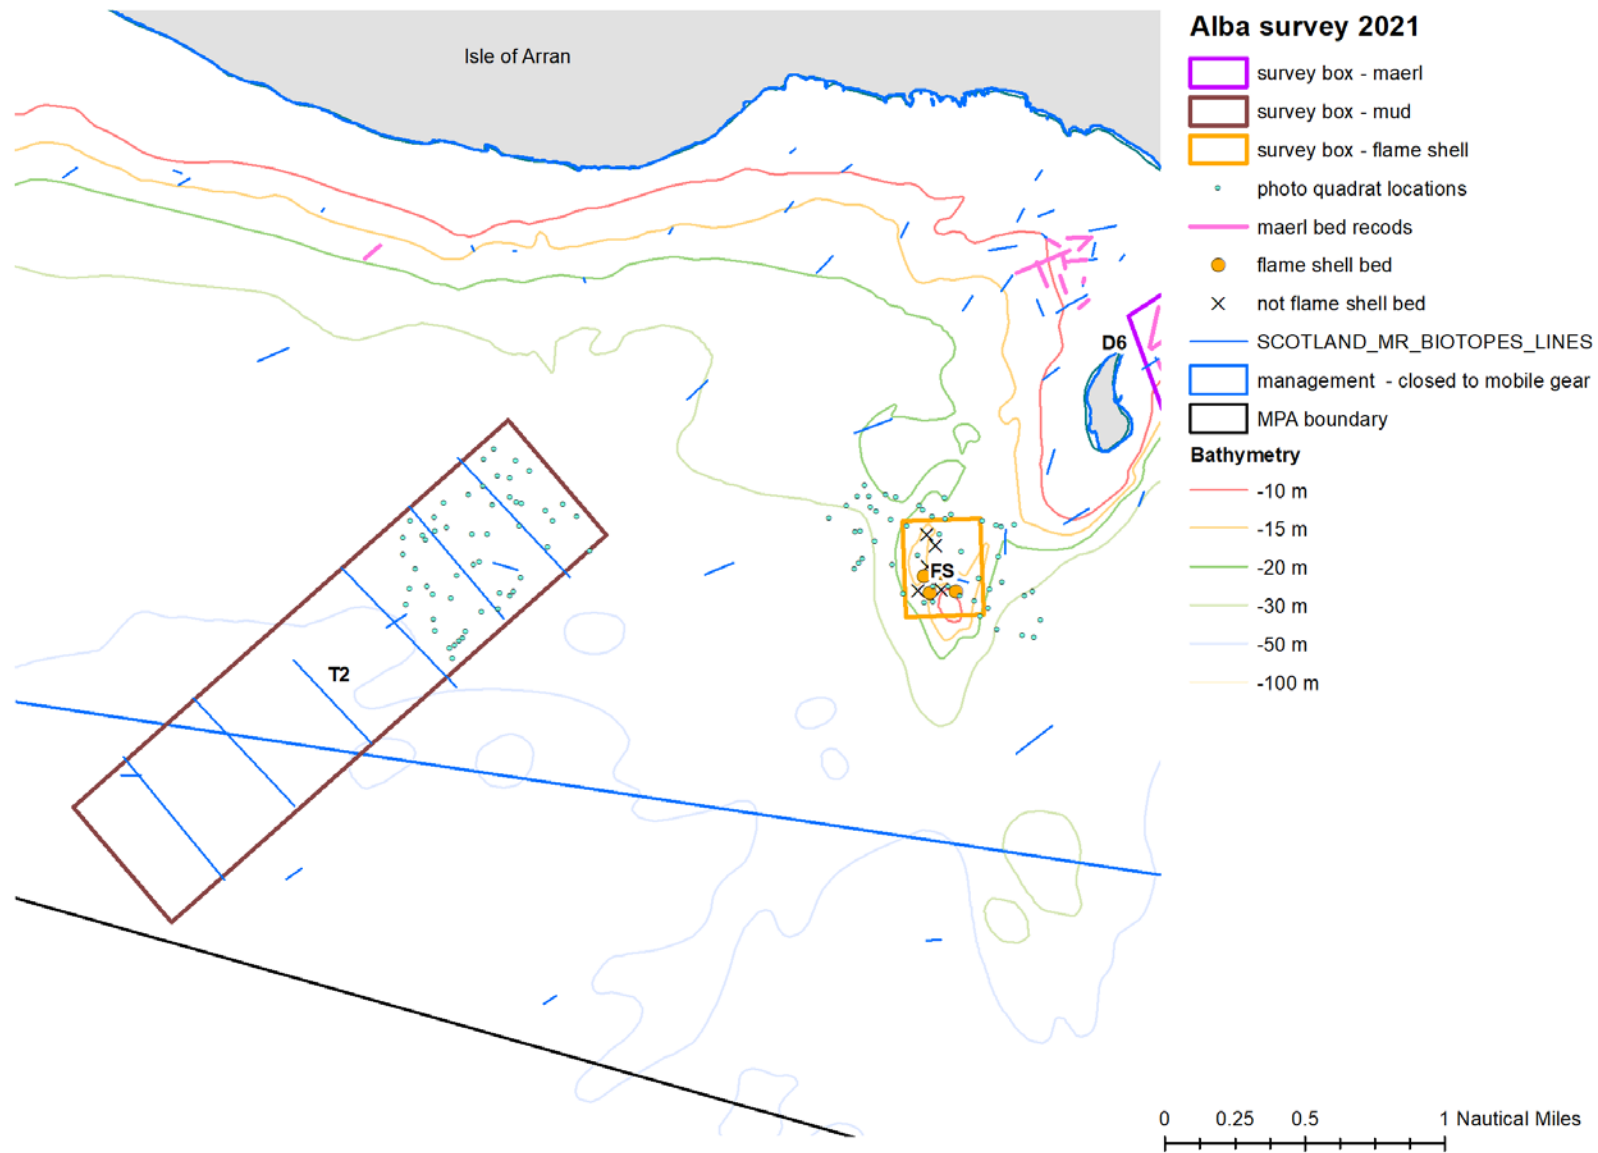 Isle of Arran
D6
FS
T2
Alba survey 2021
survey box - maerl
survey box - mud
survey box - flame shell
photo quadrat locations
maerl bed recods
flame shell bed
not flame shell bed
SCOTLAND_MR_BIOTOPES_LINES
management - closed to mobile gear
MPA boundary
Bathymetry
-10 m
-15 m
-20 m
-30 m
-50 m
-100 m
0 0.25 0.5 1 Nautical Miles